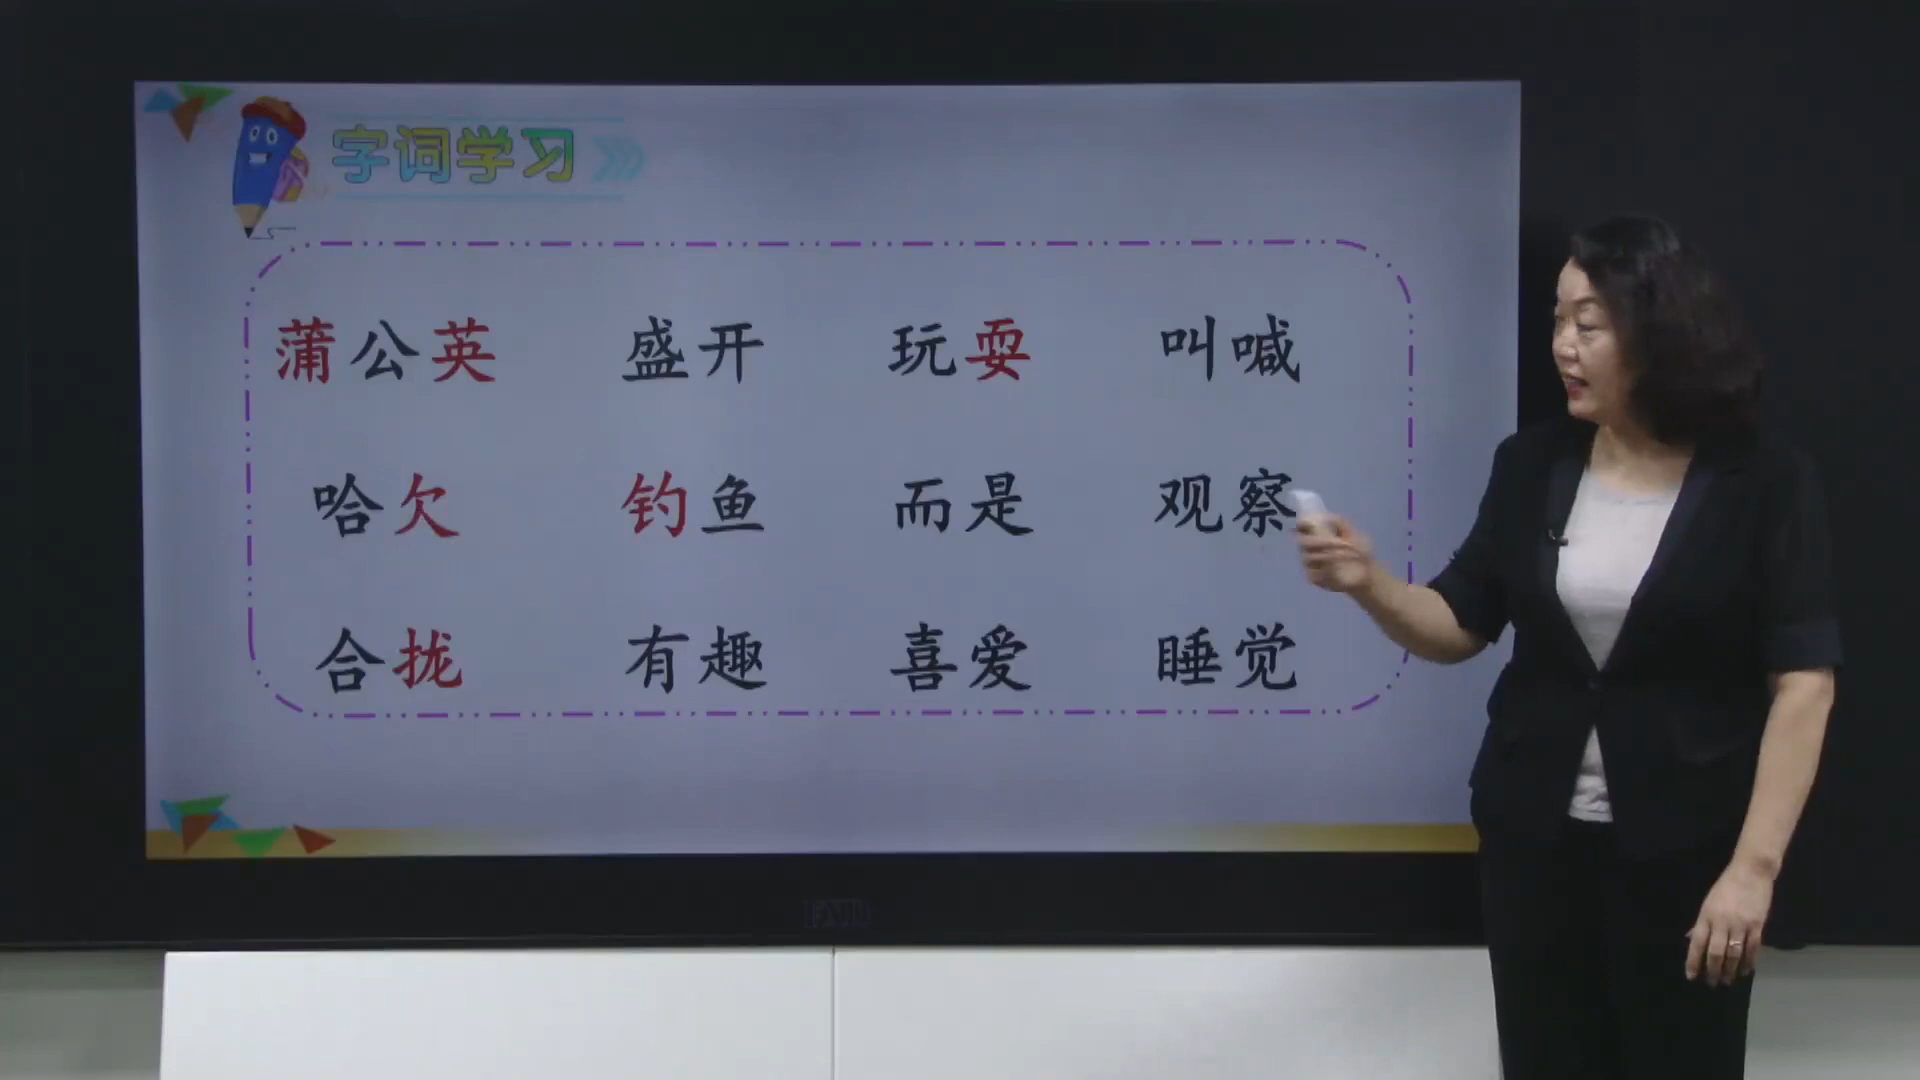 字词学习
蒲公英 盛开 玩耍 叫喊
哈欠 钓鱼 而是 观察
合拢 有趣 喜爱 睡觉